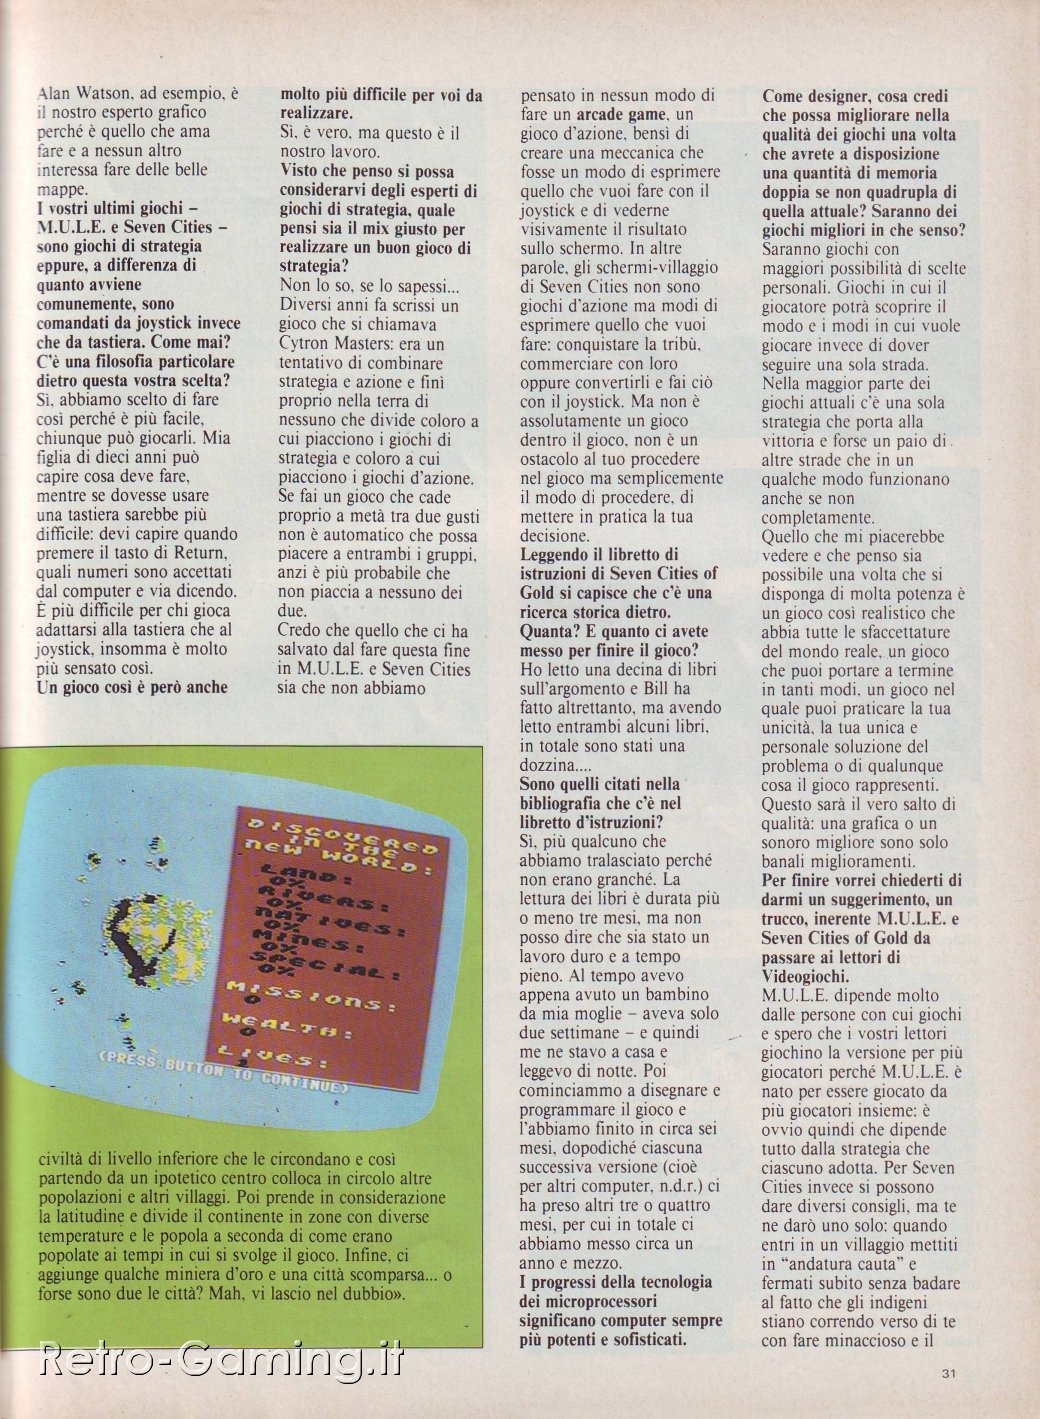 Alan Watson, ad esempio, è
il nostro esperto grafico
perché è quello che ama
fare e a nessun altro
interessa fare delle belle
mappe.
I vostri ultimi giochi –
M.U.L.E. e Seven Cities –
sono giochi di strategia
eppure, a differenza di
quanto avviene
comunemente, sono
comandati da joystick invece
che da tastiera. Come mai?
C'è una filosofia particolare
dietro questa vostra scelta?
Sì, abbiamo scelto di fare
così perché è più facile,
chiunque può giocarli. Mia
figlia di dieci anni può
capire cosa deve fare,
mentre se dovesse usare
una tastiera sarebbe più
difficile: devi capire quando
premere il tasto di Return,
quali numeri sono accettati
dal computer e via dicendo.
È più difficile per chi gioca
adattarsi alla tastiera che al
joystick, insomma è molto
più sensato così.
Un gioco così è però anche
molto più difficile per voi da
realizzare.
Sì, è vero, ma questo è il
nostro lavoro.
Visto che penso si possa
considerarvi degli esperti di
giochi di strategia, quale
pensi sia il mix giusto per
realizzare un buon gioco di
strategia?
Non lo so, se lo sapessi...
Diversi anni fa scrissi un
gioco che si chiamava
Cytron Masters: era un
tentativo di combinare
strategia e azione e finì
proprio nella terra di
nessuno che divide coloro a
cui piacciono i giochi di
strategia e coloro a cui
piacciono i giochi d'azione.
Se fai un gioco che cade
proprio a metà tra due gusti
non è automatico che possa
piacere a entrambi i gruppi,
anzi è più probabile che
non piaccia a nessuno dei
due.
Credo che quello che ci ha
salvato dal fare questa fine
in M.U.L.E. e Seven Cities
sia che non abbiamo
pensato in nessun modo di
fare un arcade game, un
gioco d'azione, bensì di
creare una meccanica che
fosse un modo di esprimere
quello che vuoi fare con il
joystick e di vederne
visivamente il risultato
sullo schermo. In altre
parole, gli schermi-villaggio
di Seven Cities non sono
giochi d'azione ma modi di
esprimere quello che vuoi
fare: conquistare la tribù,
commerciare con loro
oppure convertirli e fai ciò
con il joystick. Ma non è
assolutamente un gioco
dentro il gioco, non è un
ostacolo al tuo procedere
nel gioco ma semplicemente
il modo di procedere, di
mettere in pratica la tua
decisione.
Leggendo il libretto di
istruzioni di Seven Cities of
Gold si capisce che c'è una
ricerca storica dietro.
Quanta? E quanto ci avete
messo per finire il gioco?
Ho letto una decina di libri
sull'argomento e Bill ha
fatto altrettanto, ma avendo
letto entrambi alcuni libri,
in totale sono stati una
dozzina....
Sono quelli citati nella
bibliografia che c'è nel
libretto d'istruzioni?
Sì, più qualcuno che
abbiamo tralasciato perché
non erano granché. La
lettura dei libri è durata più
o meno tre mesi, ma non
posso dire che sia stato un
lavoro duro e a tempo
pieno. Al tempo avevo
appena avuto un bambino
da mia moglie – aveva solo
due settimane – e quindi
me ne stavo a casa e
leggevo di notte. Poi
cominciammo a disegnare e
programmare il gioco e
l'abbiamo finito in circa sei
mesi, dopodiché ciascuna
successiva versione (cioè
per altri computer, n.d.r.) ci
ha preso altri tre o quattro
mesi, per cui in totale ci
abbiamo messo circa un
anno e mezzo.
I progressi della tecnologia
dei microprocessori
significano computer sempre
più potenti e sofisticati.
Come designer, cosa credi
che possa migliorare nella
qualità dei giochi una volta
che avrete a disposizione
una quantità di memoria
doppia se non quadrupla di
quella attuale? Saranno dei
giochi migliori in che senso?
Saranno giochi con
maggiori possibilità di scelte
personali. Giochi in cui il
giocatore potrà scoprire il
modo e i modi in cui vuole
giocare invece di dover
seguire una sola strada.
Nella maggior parte dei
giochi attuali c'è una sola
strategia che porta alla
vittoria e forse un paio di
altre strade che in un
qualche modo funzionano
anche se non
completamente.
Quello che mi piacerebbe
vedere e che penso sia
possibile una volta che si
disponga di molta potenza è
un gioco così realistico che
abbia tutte le sfaccettature
del mondo reale, un gioco
che puoi portare a termine
in tanti modi, un gioco nel
quale puoi praticare la tua
unicità, la tua unica e
personale soluzione del
problema o di qualunque
cosa il gioco rappresenti.
Questo sarà il vero salto di
qualità: una grafica o un
sonoro migliore sono solo
banali miglioramenti.
Per finire vorrei chiederti di
darmi un suggerimento, un
trucco, inerente M.U.L.E. e
Seven Cities of Gold da
passare ai lettori di
Videogiochi.
M.U.L.E. dipende molto
dalle persone con cui giochi
e spero che i vostri lettori
giochino la versione per più
giocatori perché M.U.L.E. è
nato per essere giocato da
più giocatori insieme: è
ovvio quindi che dipende
tutto dalla strategia che
ciascuno adotta. Per Seven
Cities invece si possono
dare diversi consigli, ma te
ne darò uno solo: quando
entri in un villaggio mettiti
in “andatura cauta” e
fermati subito senza badare
al fatto che gli indigeni
stiano correndo verso di te
con fare minaccioso e il
DISCOVERED
IN THE
NEW WORLD:
LAND:
0%
RIVERS:
0%
NATIVES:
0%
MINES:
0%
SPECIAL:
0%
MISSIONS:
0
WEALTH:
0
LIVES:
(PRESS BUTTON TO CONTINUE)
civiltà di livello inferiore che le circondano e così
partendo da un ipotetico centro colloca in circolo altre
popolazioni e altri villaggi. Poi prende in considerazione
la latitudine e divide il continente in zone con diverse
temperature e le popola a seconda di come erano
popolate ai tempi in cui si svolge il gioco. Infine, ci
aggiunge qualche miniera d'oro e una città scomparsa... o
forse sono due le città? Mah, vi lascio nel dubbio».
Retro-Gaming.it
31